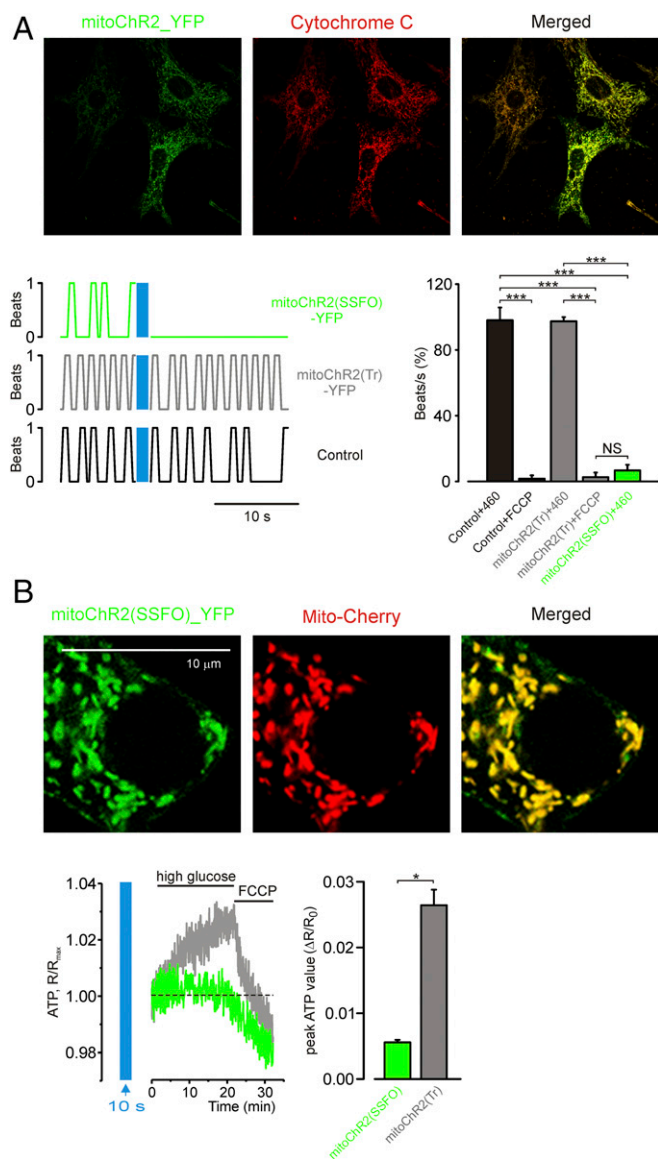 A
mitoChR2_YFP
Cytochrome C
Merged
Beats
1
0
mitoChR2(SSFO)
-YFP
Beats
1
0
mitoChR2(Tr)
-YFP
Beats
1
0
Control
10 s
Beats/s (%)
120
80
40
0
***
***
***
***
***
NS
Control+460
Control+FCCP
mitoChR2(Tr)+460
mitoChR2(Tr)+FCCP
mitoChR2(SSFO)+460
B
mitoChR2(SSFO)_YFP
Mito-Cherry
Merged
10 μm
ATP, R/Rmax
1.04
1.02
1.00
0.98
high glucose
FCCP
10 s
0 10 20 30
Time (min)
peak ATP value (ΔR/R0)
0.03
0.02
0.01
0.00
*
mitoChR2(SSFO)
mitoChR2(Tr)